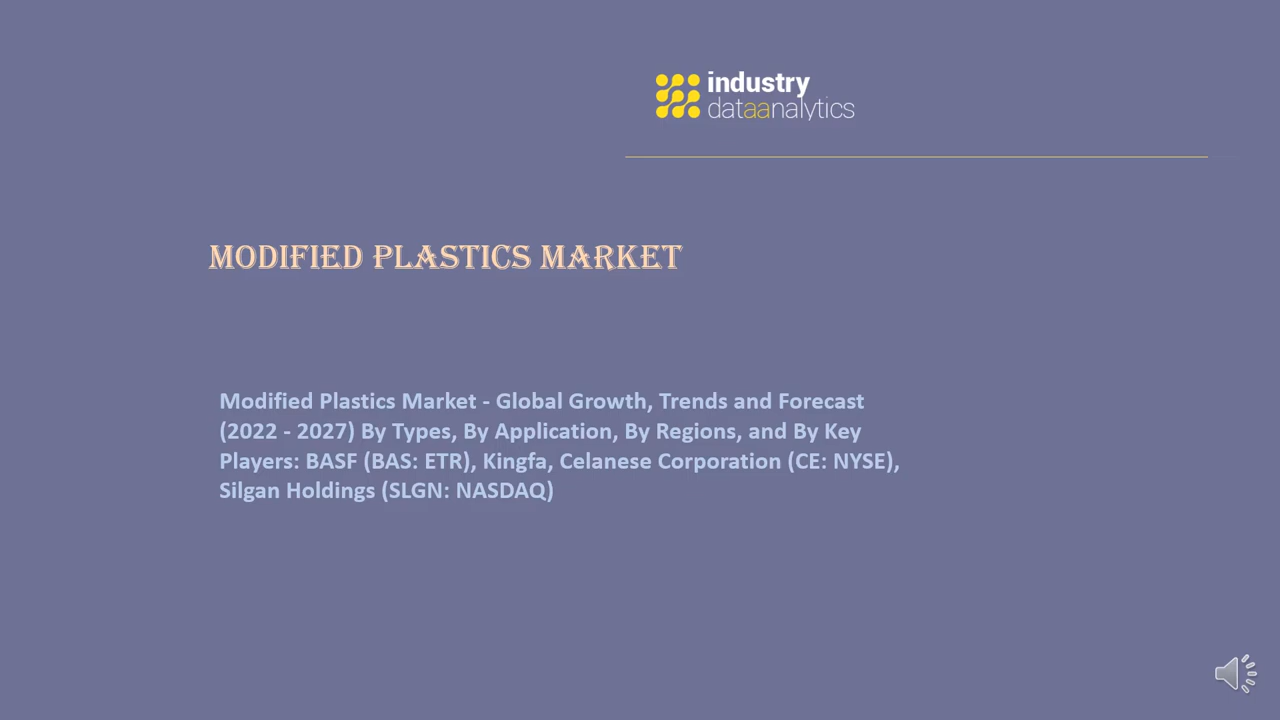 industry
dataanalytics
MODIFIED PLASTICS MARKET
Modified Plastics Market - Global Growth, Trends and Forecast
(2022 - 2027) By Types, By Application, By Regions, and By Key
Players: BASF (BAS: ETR), Kingfa, Celanese Corporation (CE: NYSE),
Silgan Holdings (SLGN: NASDAQ)